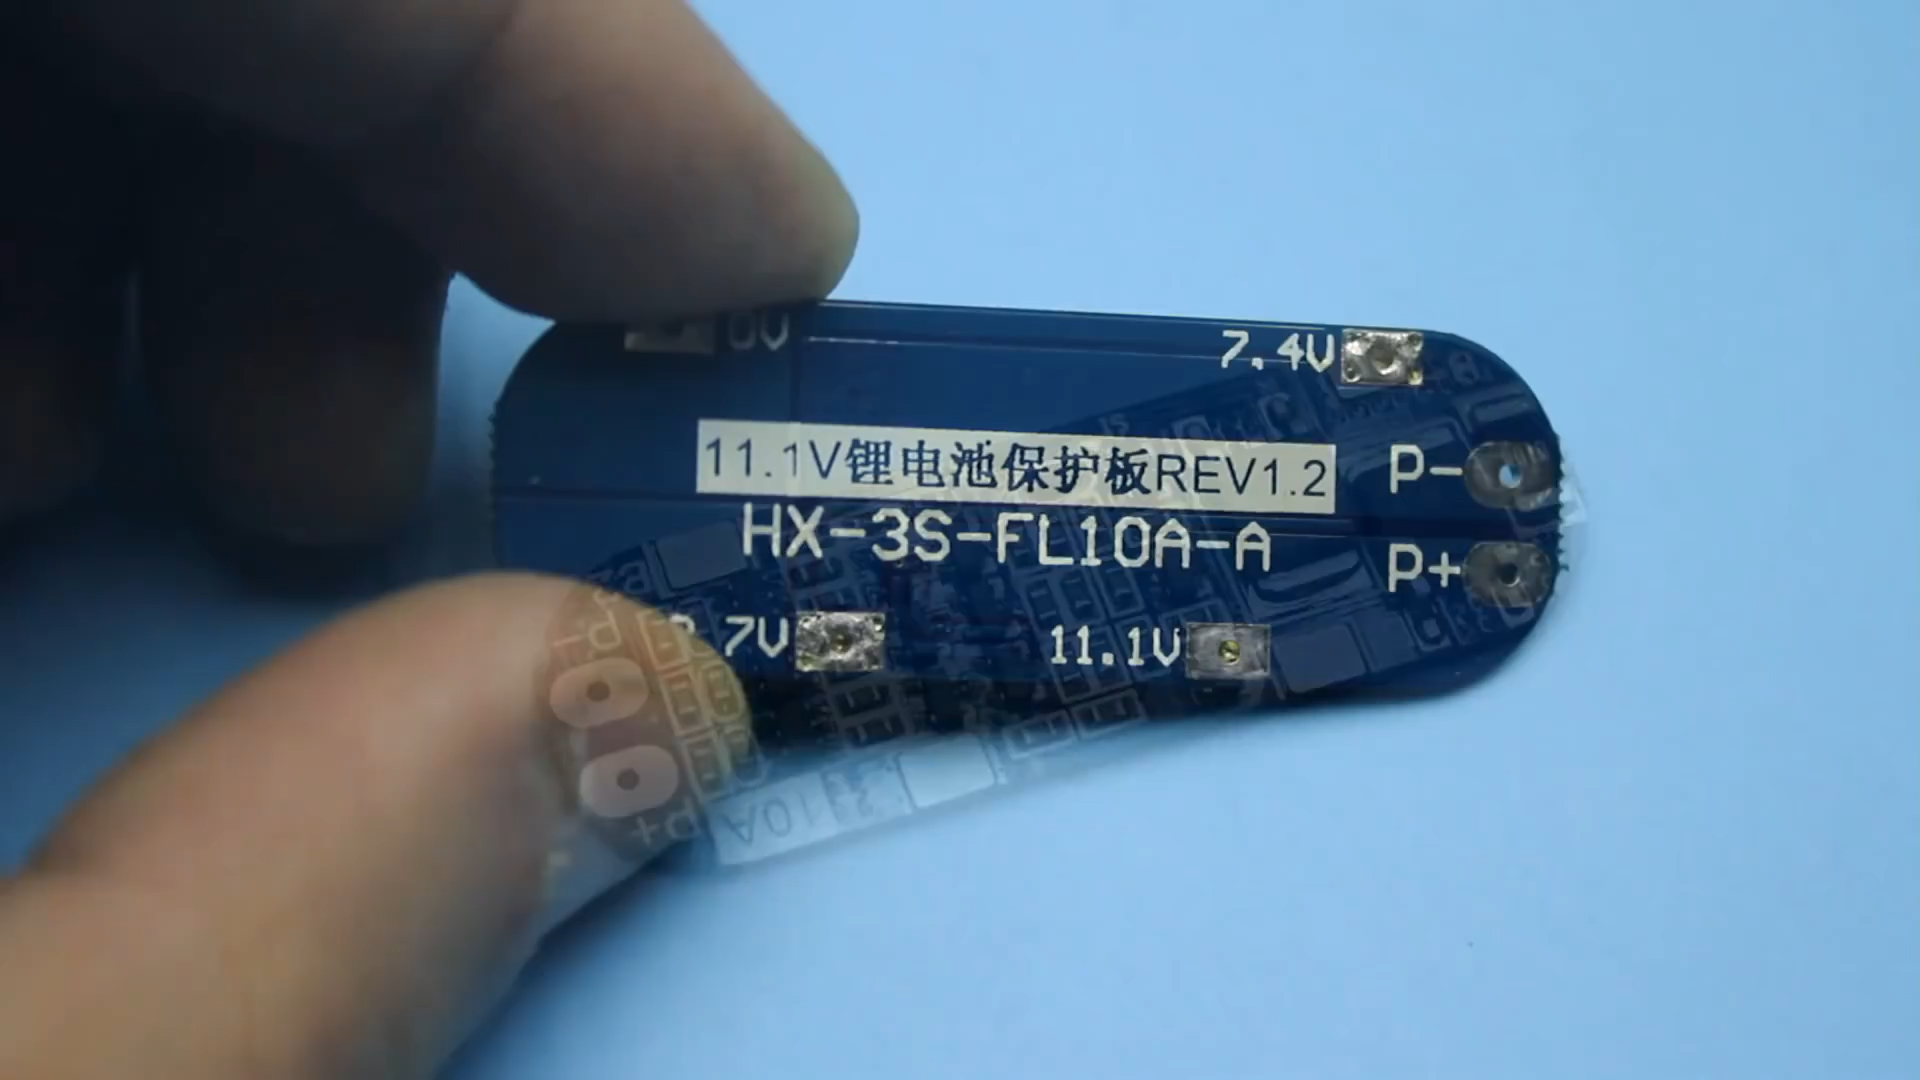 0V
7.4V
11.1V锂电池保护板REV1.2
P-
HX-3S-FL10A-A
P+
7V
11.1V
P-
P+
10A